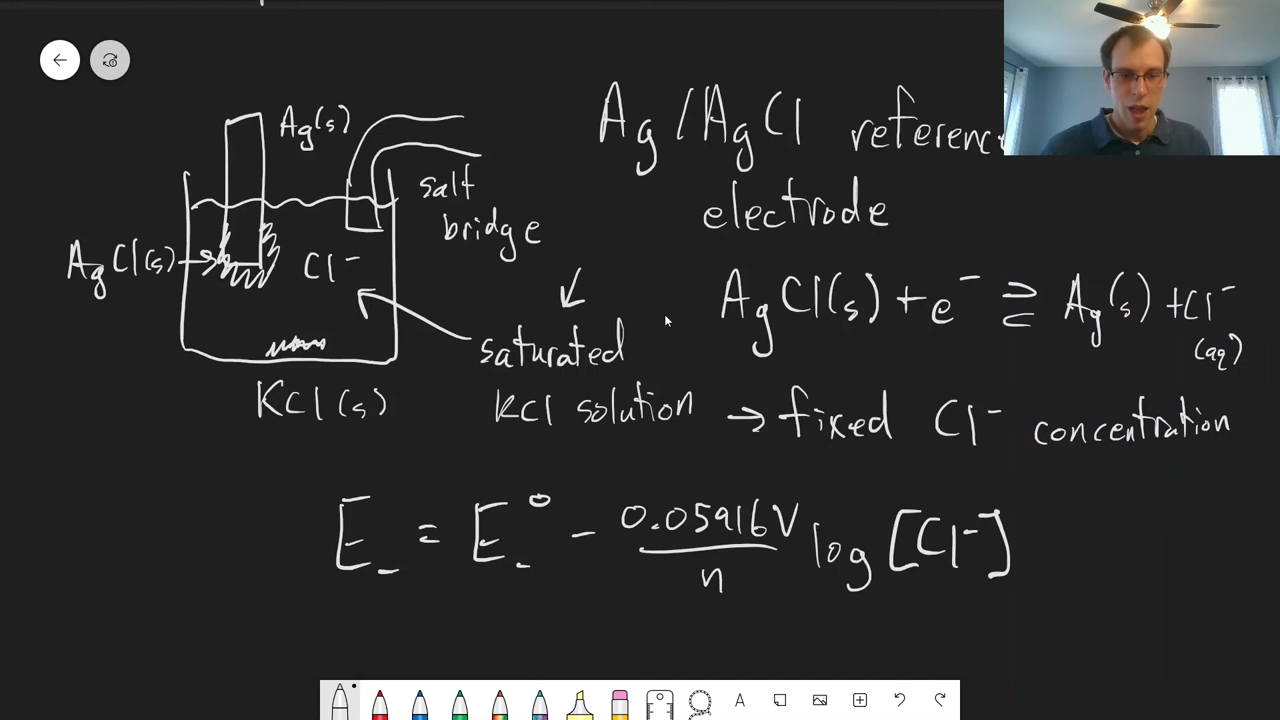 Ag/AgCl referenc
electrode
Ag(s)
salt
bridge
AgCl(s)
Cl⁻
AgCl(s) + e⁻ ⇌ Ag(s) + Cl⁻
(aq)
saturated
KCl(s)
KCl solution → fixed Cl⁻ concentration
E₋ = E₋° - 0.05916V/n log [Cl⁻]
A